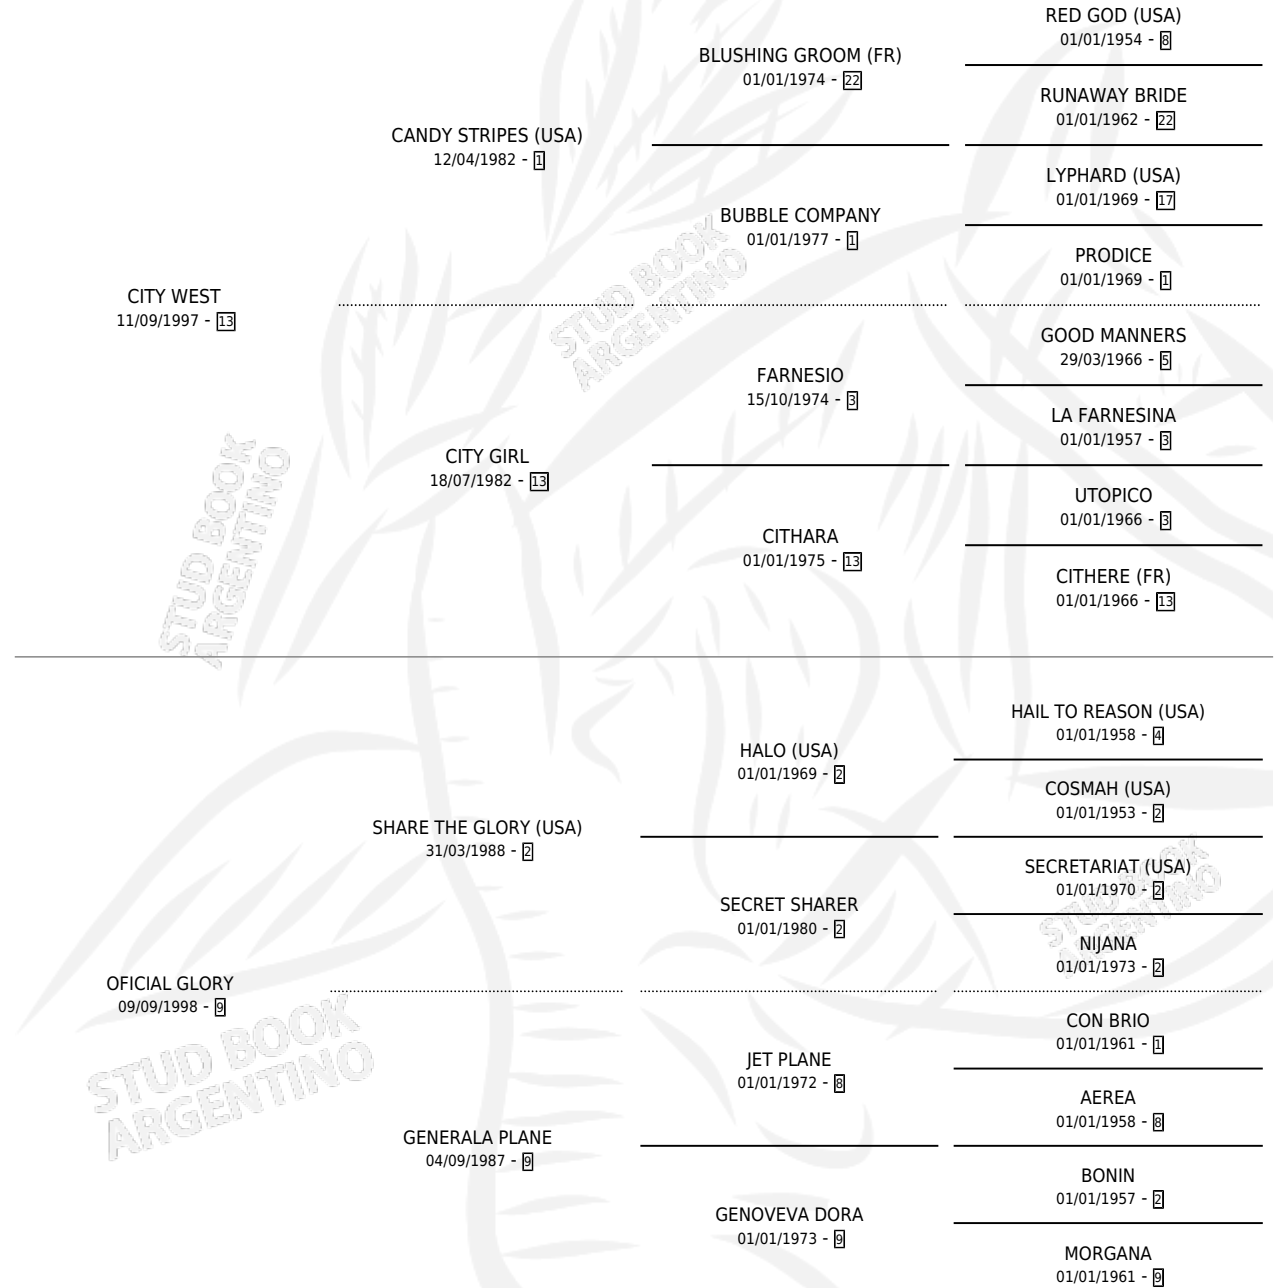 RED GOD (USA)
01/01/1954 - 8
BLUSHING GROOM (FR)
01/01/1974 - 22
RUNAWAY BRIDE
01/01/1962 - 22
CANDY STRIPES (USA)
12/04/1982 - 1
LYPHARD (USA)
01/01/1969 - 17
BUBBLE COMPANY
01/01/1977 - 1
PRODICE
01/01/1969 - 1
CITY WEST
11/09/1997 - 13
STUD BOOK
ARGENTINO
GOOD MANNERS
29/03/1966 - 5
FARNESIO
15/10/1974 - 3
LA FARNESINA
01/01/1957 - 3
CITY GIRL
18/07/1982 - 13
UTOPICO
01/01/1966 - 3
CITHARA
01/01/1975 - 13
CITHERE (FR)
01/01/1966 - 13
STUD BOOK
ARGENTINO
HAIL TO REASON (USA)
01/01/1958 - 4
HALO (USA)
01/01/1969 - 2
COSMAH (USA)
01/01/1953 - 2
SHARE THE GLORY (USA)
31/03/1988 - 2
SECRETARIAT (USA)
01/01/1970 - 2
SECRET SHARER
01/01/1980 - 2
STUD BOOK
ARGENTINO
NIJANA
01/01/1973 - 2
OFICIAL GLORY
09/09/1998 - 9
CON BRIO
01/01/1961 - 1
JET PLANE
01/01/1972 - 8
STUD BOOK
ARGENTINO
AEREA
01/01/1958 - 8
GENERALA PLANE
04/09/1987 - 9
BONIN
01/01/1957 - 2
GENOVEVA DORA
01/01/1973 - 9
MORGANA
01/01/1961 - 9